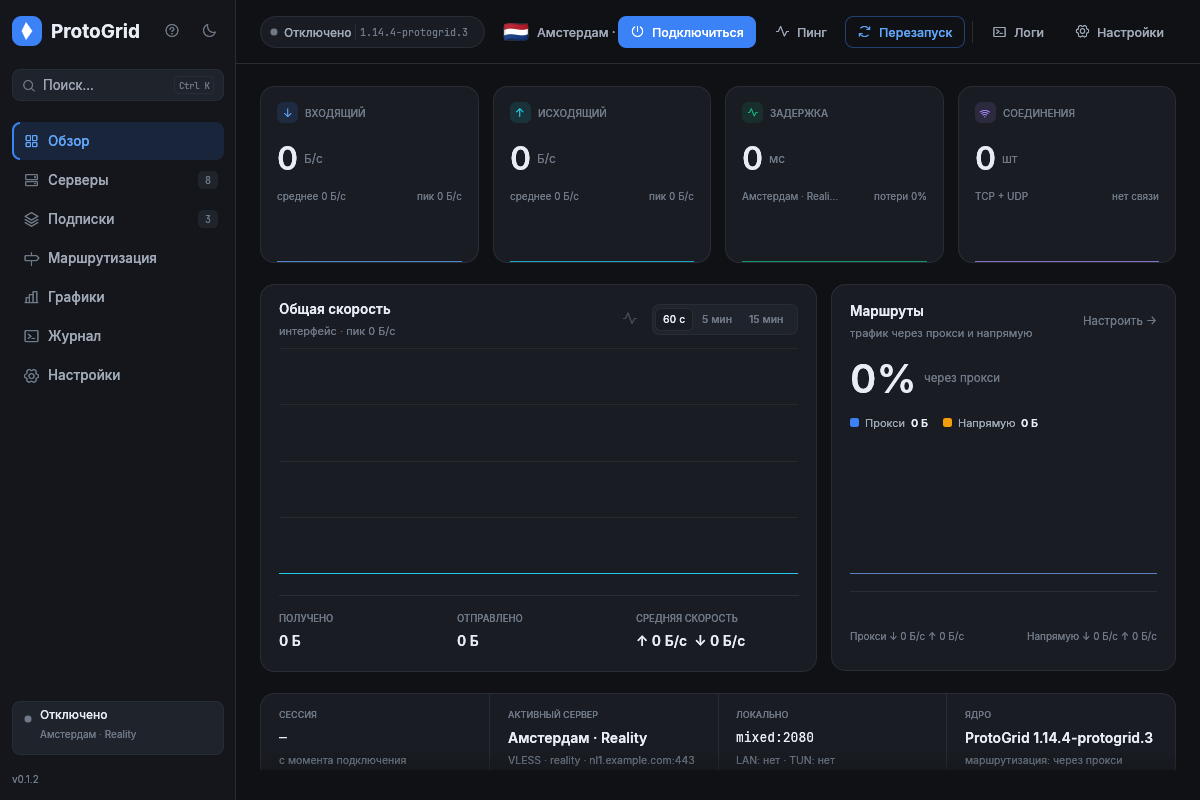 ProtoGrid
Поиск...
Ctrl K
Обзор
Серверы 8
Подписки 3
Маршрутизация
Графики
Журнал
Настройки
Отключено
Амстердам · Reality
v0.1.2
Отключено 1.14.4-protogrid.3
Амстердам ·
Подключиться
Пинг
Перезапуск
Логи
Настройки
ВХОДЯЩИЙ
0 Б/с
среднее 0 Б/с пик 0 Б/с
ИСХОДЯЩИЙ
0 Б/с
среднее 0 Б/с пик 0 Б/с
ЗАДЕРЖКА
0 мс
Амстердам · Reali... потери 0%
СОЕДИНЕНИЯ
0 шт
TCP + UDP нет связи
Общая скорость
интерфейс · пик 0 Б/с
60 с 5 мин 15 мин
ПОЛУЧЕНО
0 Б
ОТПРАВЛЕНО
0 Б
СРЕДНЯЯ СКОРОСТЬ
↑ 0 Б/с ↓ 0 Б/с
Маршруты
трафик через прокси и напрямую
Настроить →
0% через прокси
Прокси 0 Б Напрямую 0 Б
Прокси ↓ 0 Б/с ↑ 0 Б/с Напрямую ↓ 0 Б/с ↑ 0 Б/с
СЕССИЯ
—
с момента подключения
АКТИВНЫЙ СЕРВЕР
Амстердам · Reality
VLESS · reality · nl1.example.com:443
ЛОКАЛЬНО
mixed:2080
LAN: нет · TUN: нет
ЯДРО
ProtoGrid 1.14.4-protogrid.3
маршрутизация: через прокси